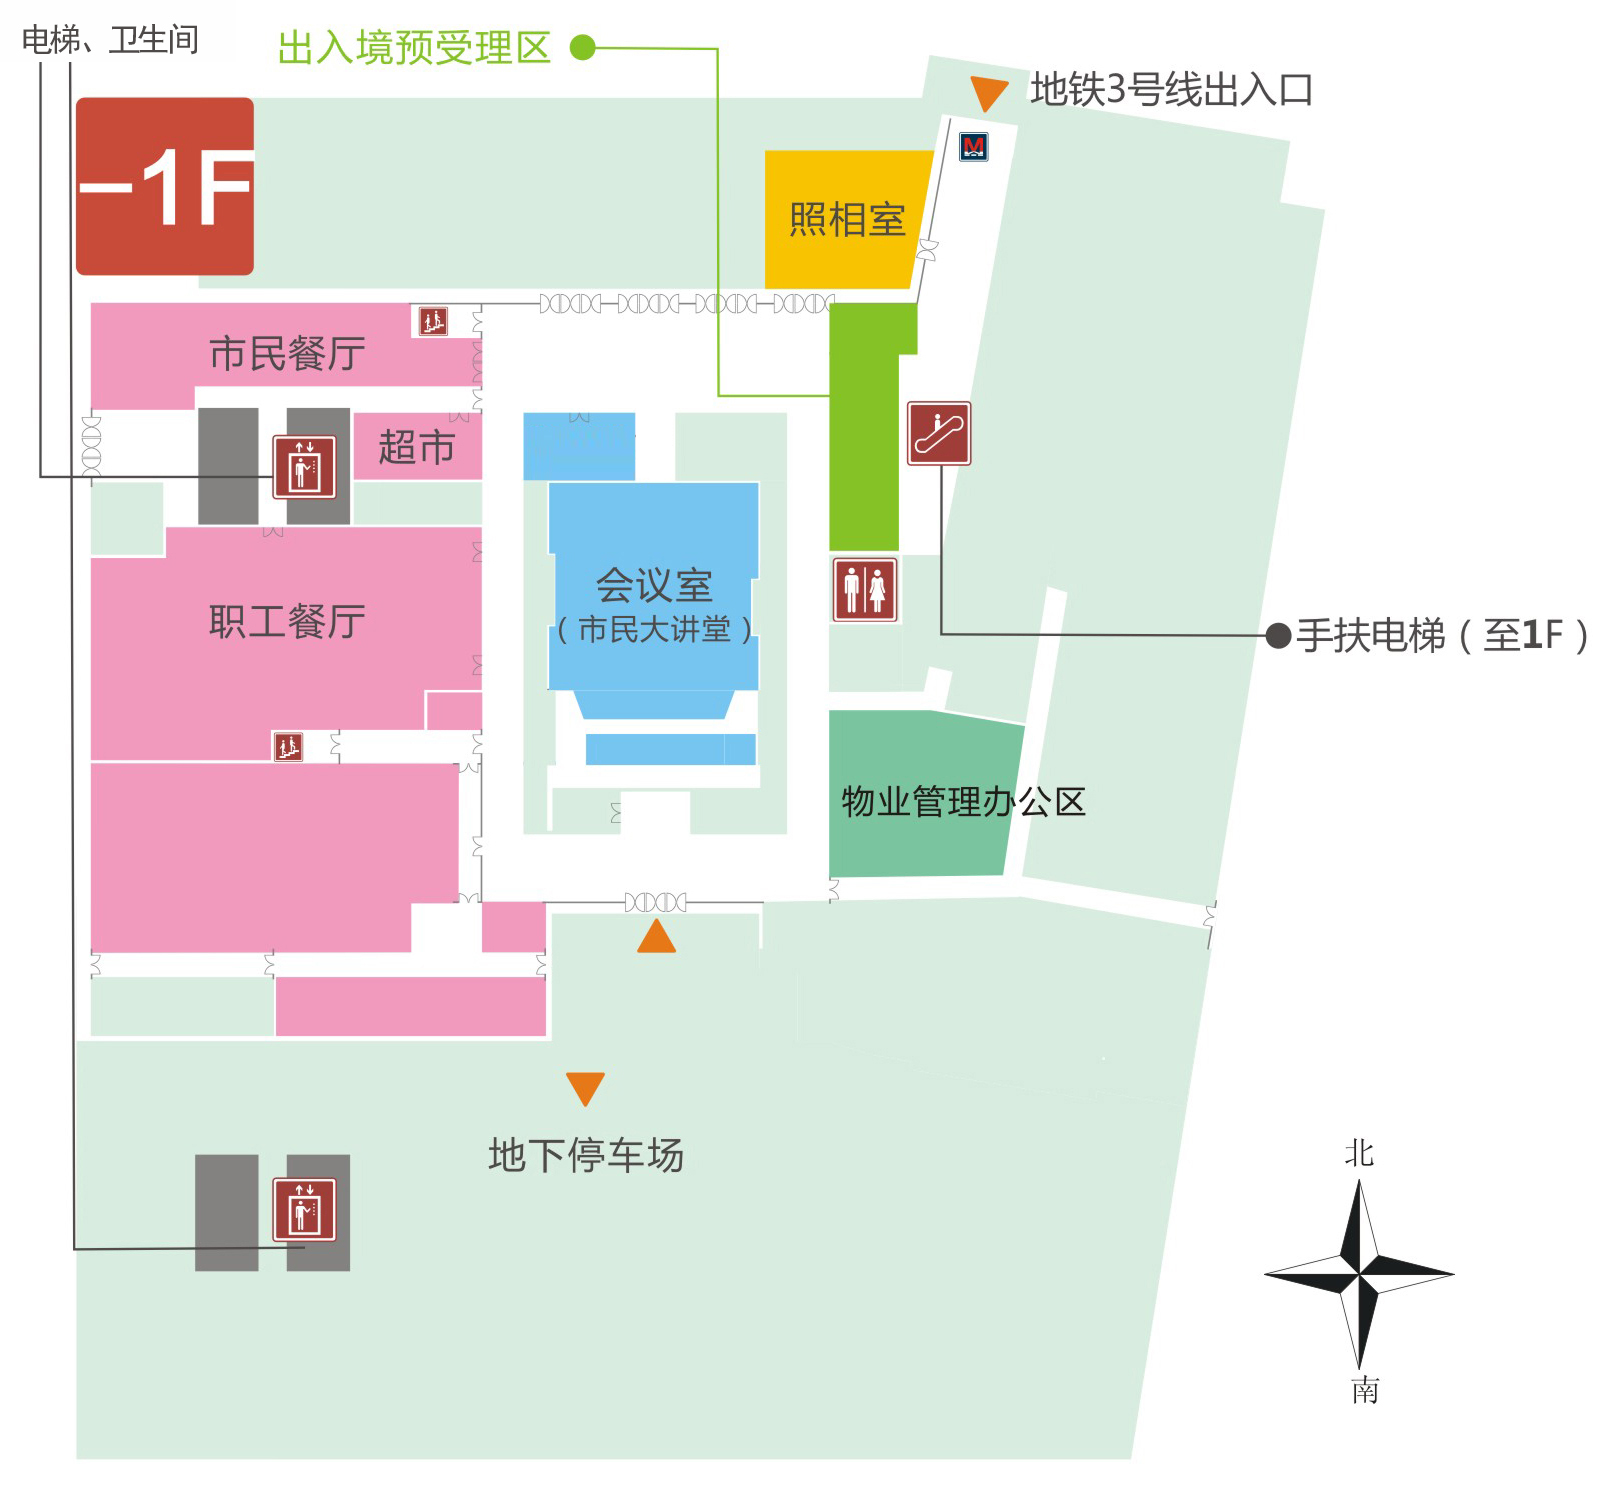 电梯、卫生间
出入境预受理区
地铁3号线出入口
M
－1F
照相室
市民餐厅
超市
会议室
（市民大讲堂）
职工餐厅
手扶电梯（至1F）
物业管理办公区
地下停车场
北
南